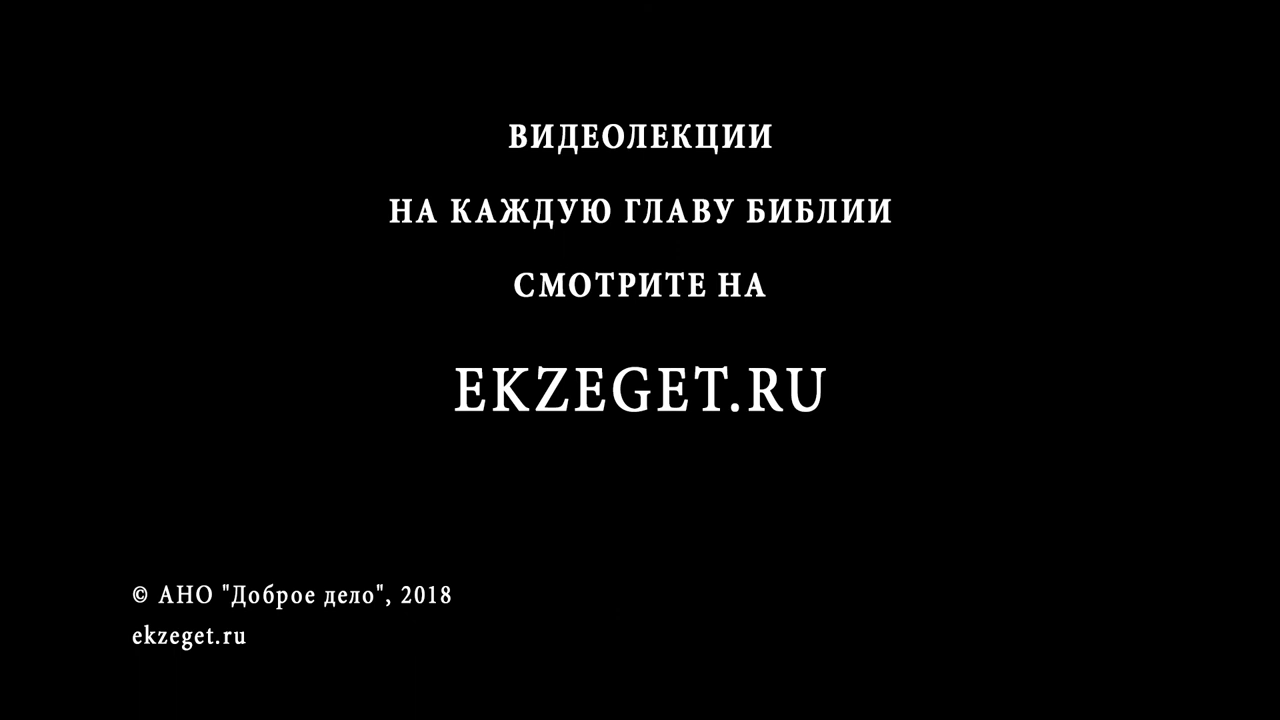 ВИДЕОЛЕКЦИИ
НА КАЖДУЮ ГЛАВУ БИБЛИИ
СМОТРИТЕ НА
EKZEGET.RU
© АНО "Доброе дело", 2018
ekzeget.ru